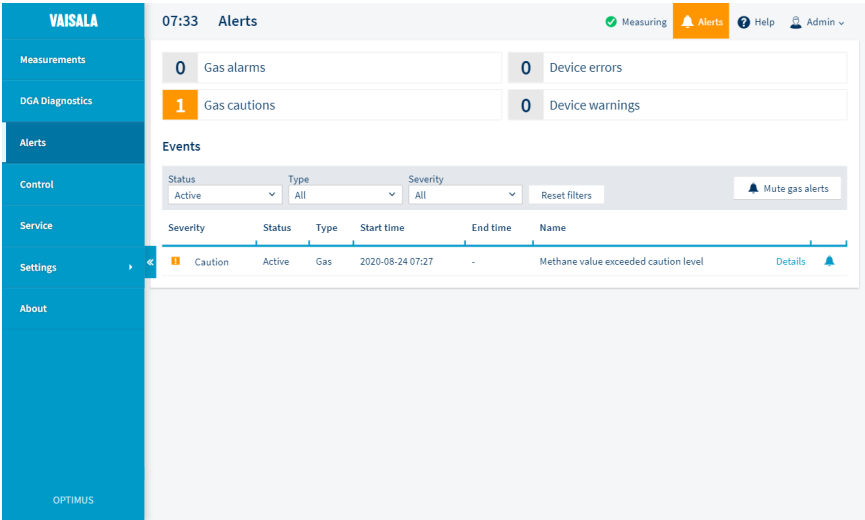 VAISALA
07:33 Alerts
Measuring
Alerts
Help
Admin
Measurements
DGA Diagnostics
Alerts
Control
Service
Settings
About
OPTIMUS
0 Gas alarms
0 Device errors
1 Gas cautions
0 Device warnings
Events
Status Type Severity
Active All All Reset filters
Mute gas alerts
Severity Status Type Start time End time Name
Caution Active Gas 2020-08-24 07:27 - Methane value exceeded caution level Details